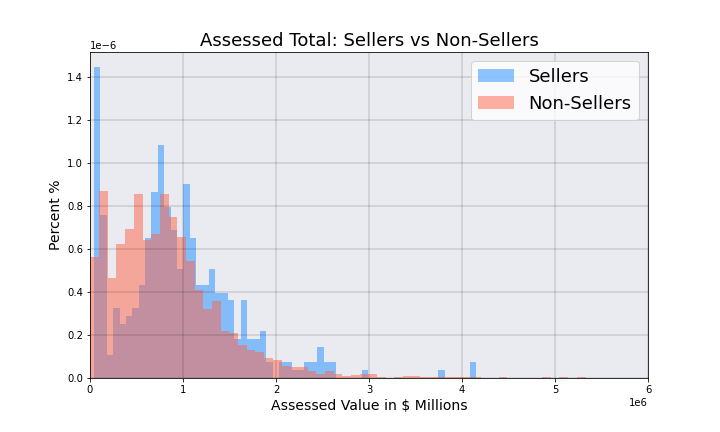 Assessed Total: Sellers vs Non-Sellers
1e−6
Sellers
Non-Sellers
Percent %
1.4
1.2
1.0
0.8
0.6
0.4
0.2
0.0
0 1 2 3 4 5 6
1e6
Assessed Value in $ Millions